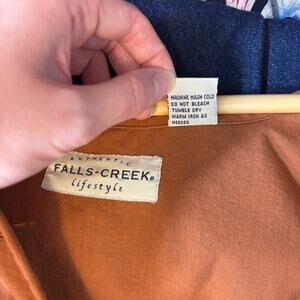 MACHINE WASH COLD
DO NOT BLEACH
TUMBLE DRY
WARM IRON AS
NEEDED
AUTHENTIC
FALLS-CREEK®
lifestyle